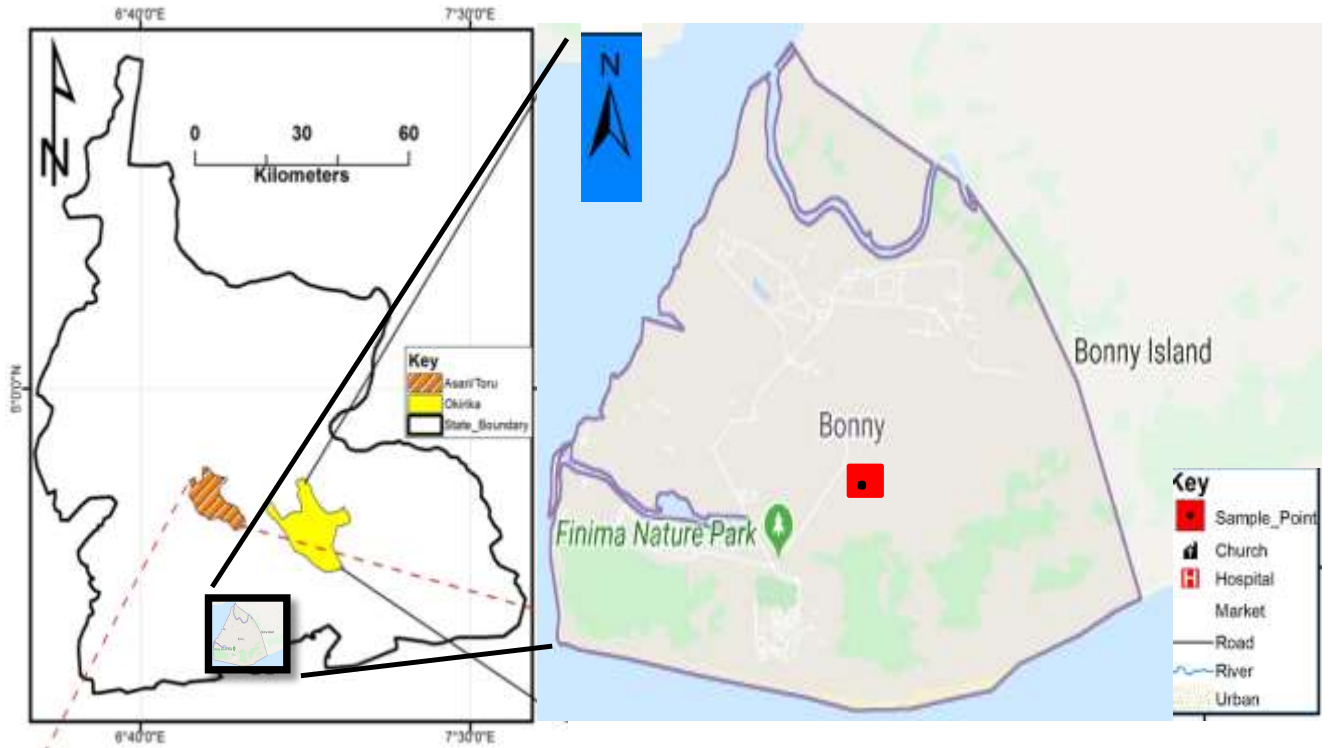 6°40'0"E
7°30'0"E
N
0 30 60
Kilometers
5°0'0"N
Key
Asari/Toru
Okirika
State_Boundary
6°40'0"E
7°30'0"E
N
Bonny Island
Bonny
Finima Nature Park
Key
Sample_Point
Church
H Hospital
Market
Road
River
Urban